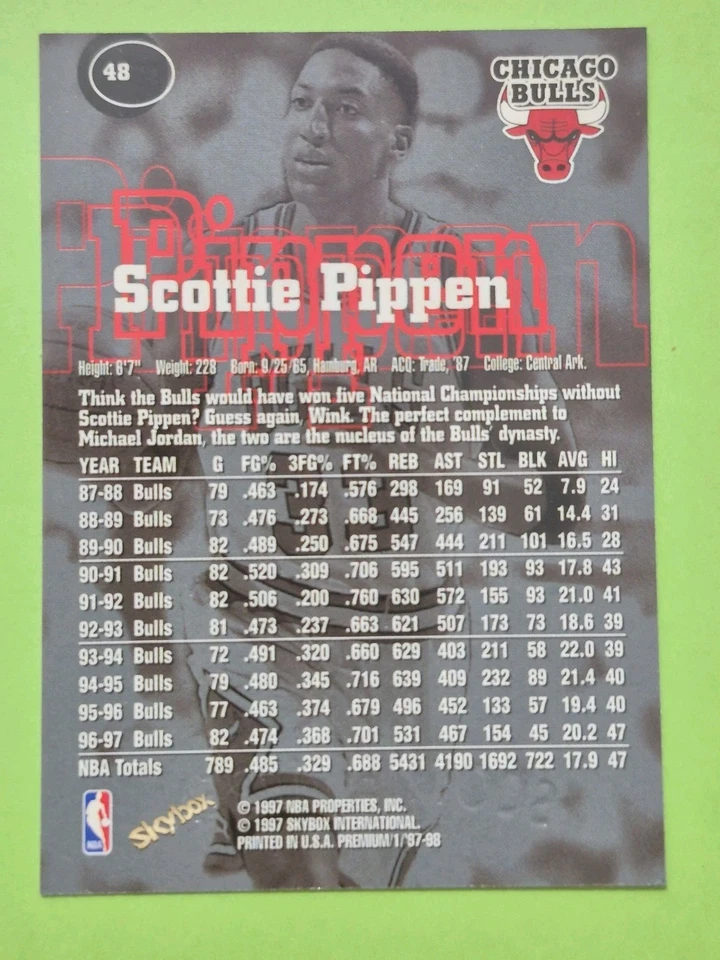 48
CHICAGO
BULLS
Pippen
Scottie Pippen
Height: 6'7" Weight: 228 Born: 9/25/65, Hamburg, AR ACQ: Trade, '87 College: Central Ark.
Think the Bulls would have won five National Championships without
Scottie Pippen? Guess again, Wink. The perfect complement to
Michael Jordan, the two are the nucleus of the Bulls' dynasty.
YEAR TEAM G FG% 3FG% FT% REB AST STL BLK AVG HI
87-88 Bulls 79 .463 .174 .576 298 169 91 52 7.9 24
88-89 Bulls 73 .476 .273 .668 445 256 139 61 14.4 31
89-90 Bulls 82 .489 .250 .675 547 444 211 101 16.5 28
90-91 Bulls 82 .520 .309 .706 595 511 193 93 17.8 43
91-92 Bulls 82 .506 .200 .760 630 572 155 93 21.0 41
92-93 Bulls 81 .473 .237 .663 621 507 173 73 18.6 39
93-94 Bulls 72 .491 .320 .660 629 403 211 58 22.0 39
94-95 Bulls 79 .480 .345 .716 639 409 232 89 21.4 40
95-96 Bulls 77 .463 .374 .679 496 452 133 57 19.4 40
96-97 Bulls 82 .474 .368 .701 531 467 154 45 20.2 47
NBA Totals 789 .485 .329 .688 5431 4190 1692 722 17.9 47
NBA
skybox
© 1997 NBA PROPERTIES, INC.
© 1997 SKYBOX INTERNATIONAL.
PRINTED IN U.S.A. PREMIUM/1/'97-98